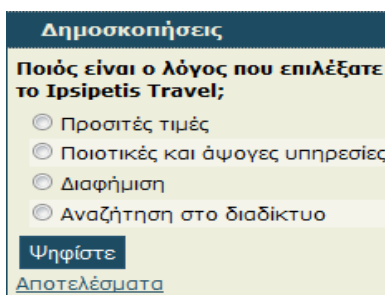 Δημοσκοπήσεις
Ποιός είναι ο λόγος που επιλέξατε
το Ipsipetis Travel;
Προσιτές τιμές
Ποιοτικές και άψογες υπηρεσίες
Διαφήμιση
Αναζήτηση στο διαδίκτυο
Ψηφίστε
Αποτελέσματα